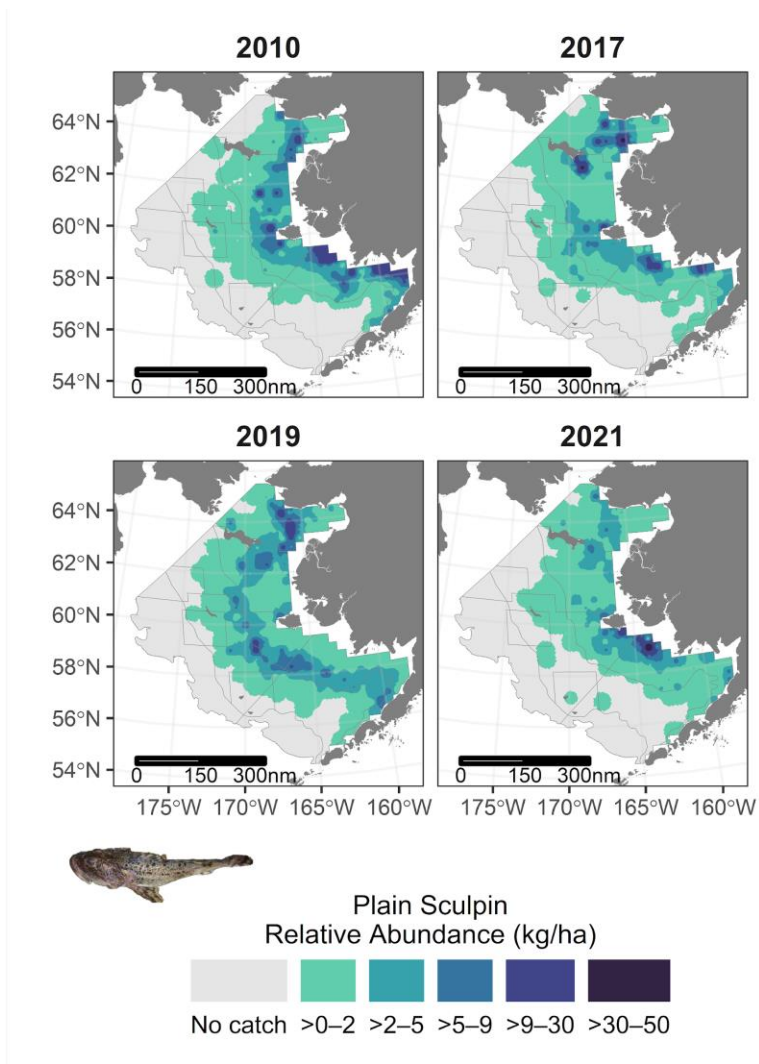 2010
2017
64°N
62°N
60°N
58°N
56°N
54°N
0 150 300nm
0 150 300nm
2019
2021
64°N
62°N
60°N
58°N
56°N
54°N
0 150 300nm
0 150 300nm
175°W 170°W 165°W 160°W
175°W 170°W 165°W 160°W
Plain Sculpin
Relative Abundance (kg/ha)
No catch >0–2 >2–5 >5–9 >9–30 >30–50